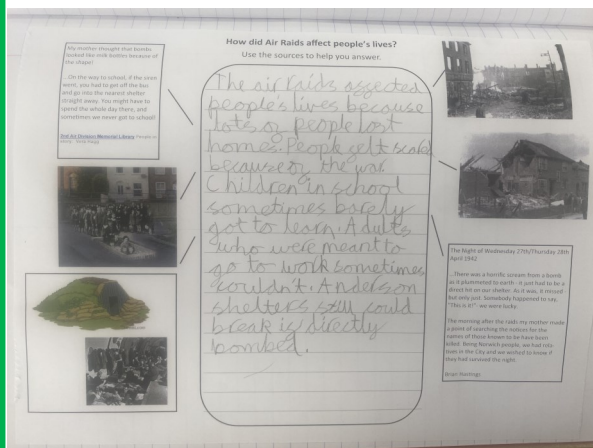 How did Air Raids affect people's lives?
Use the sources to help you answer.
My mother thought that bombs
looked like milk bottles because of
the shape!
...On the way to school, if the siren
went, you had to get off the bus
and go into the nearest shelter
straight away. You might have to
spend the whole day there, and
sometimes we never got to school!
2nd Air Division Memorial Library
The air Raids affected
people's lives because
lots of people lost
homes. People felt scared
because of the war.
Children in school
sometimes barely
got to learn. Adults
who were meant to
go to work sometimes
couldn't. Anderson
shelters still could
break if directly
bombed.
The Night of Wednesday 27th/Thursday 28th
April 1942
...There was a horrific scream from a bomb
as it plummeted to earth - it just had to be a
direct hit on our shelter. As it was, it missed
but only just. Somebody happened to say,
"This is it!"- we were lucky.
The morning after the raids my mother made
a point of searching the notices for the
names of those known to be have been
killed. Being Norwich people, we had rela-
tives in the City and we wished to know if
they had survived the night.
Brian Hastings